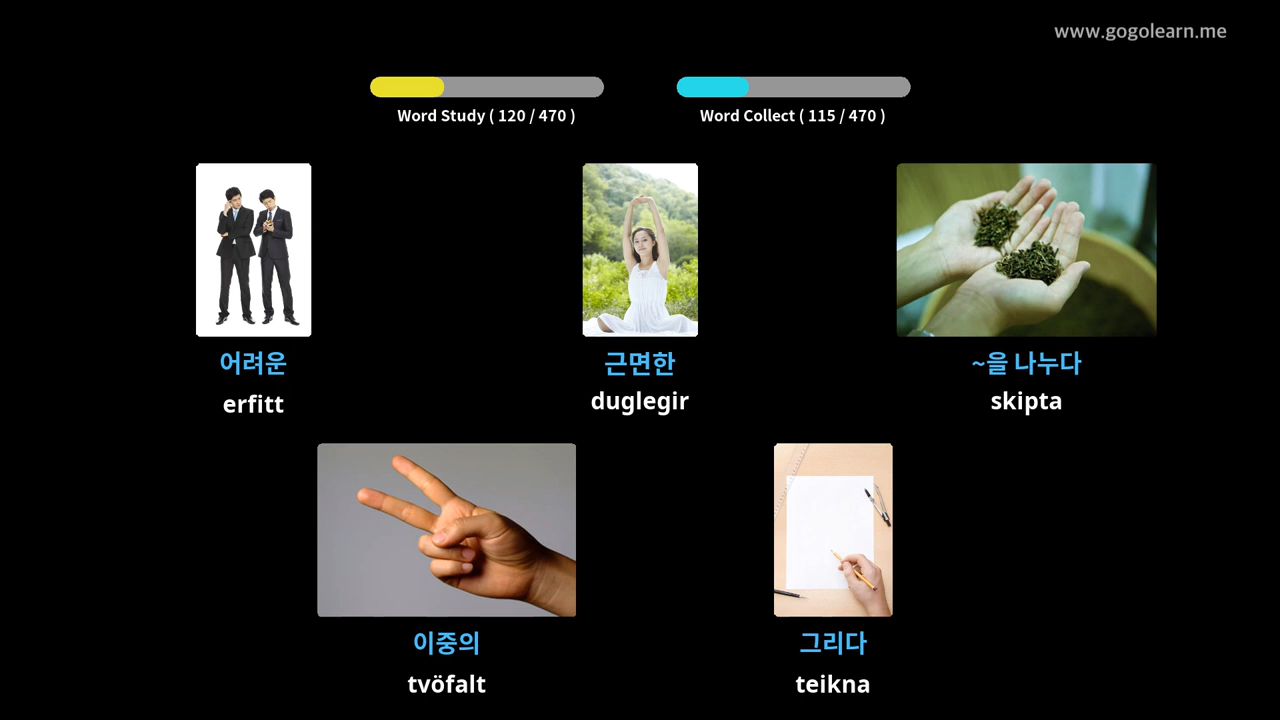 www.gogolearn.me
Word Study ( 120 / 470 )
Word Collect ( 115 / 470 )
어려운
erfitt
근면한
duglegir
~을 나누다
skipta
이중의
tvöfalt
그리다
teikna